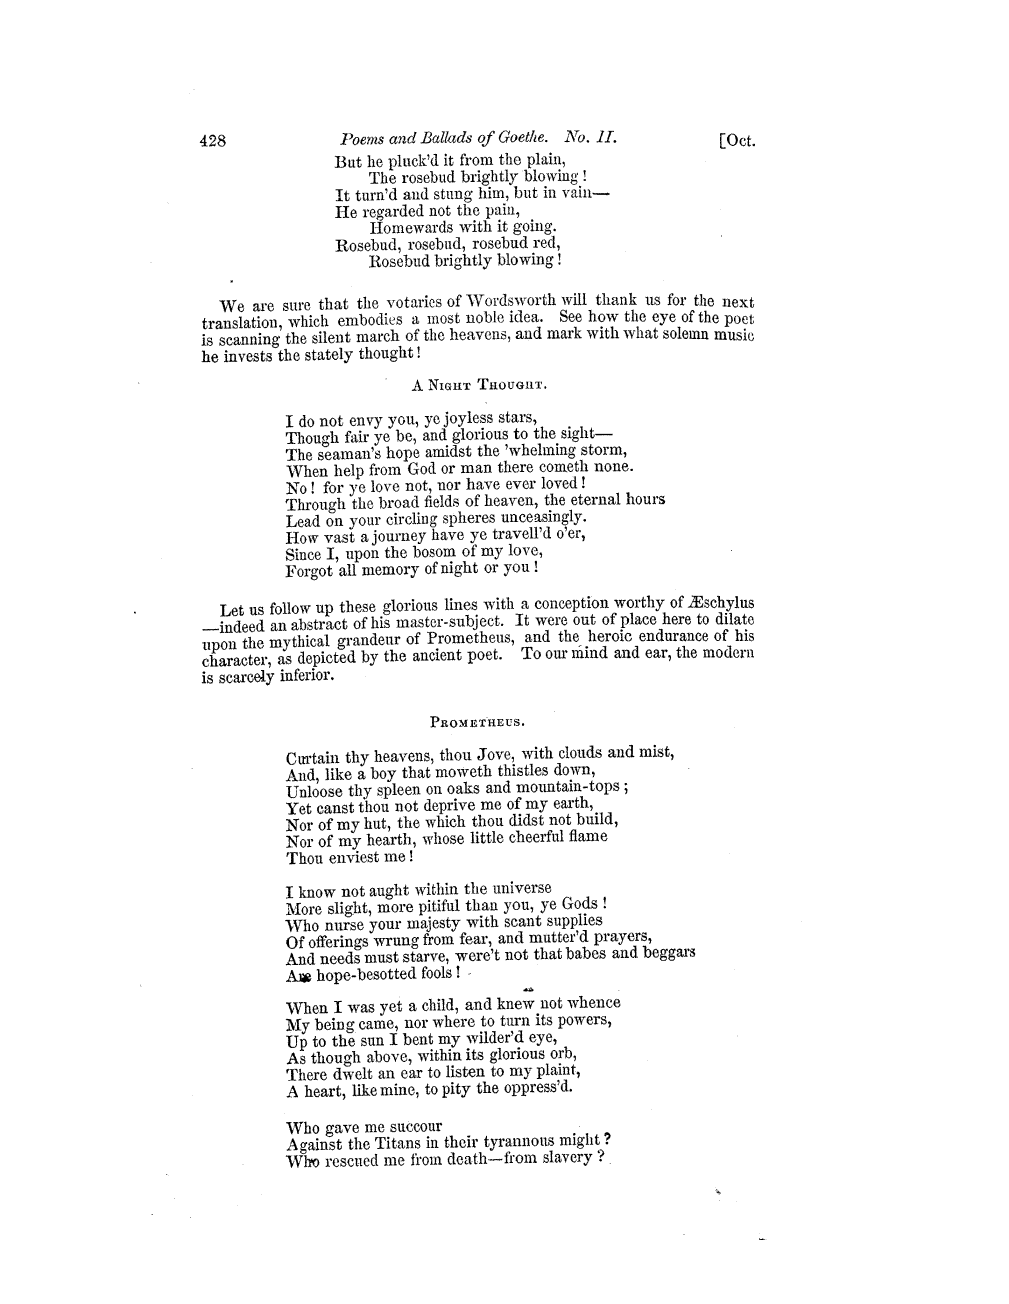 428 Poems and Ballads of Goethe. No. II. [Oct.
But he pluck'd it from the plain,
The rosebud brightly blowing!
It turn'd and stung him, but in vain—
He regarded not the pain,
Homewards with it going.
Rosebud, rosebud, rosebud red,
Rosebud brightly blowing!
We are sure that the votaries of Wordsworth will thank us for the next
translation, which embodies a most noble idea. See how the eye of the poet
is scanning the silent march of the heavens, and mark with what solemn music
he invests the stately thought!
A Night Thought.
I do not envy you, ye joyless stars,
Though fair ye be, and glorious to the sight—
The seaman's hope amidst the 'whelming storm,
When help from God or man there cometh none.
No! for ye love not, nor have ever loved!
Through the broad fields of heaven, the eternal hours
Lead on your circling spheres unceasingly.
How vast a journey have ye travell'd o'er,
Since I, upon the bosom of my love,
Forgot all memory of night or you!
Let us follow up these glorious lines with a conception worthy of Æschylus
—indeed an abstract of his master-subject. It were out of place here to dilate
upon the mythical grandeur of Prometheus, and the heroic endurance of his
character, as depicted by the ancient poet. To our mind and ear, the modern
is scarcely inferior.
Prometheus.
Curtain thy heavens, thou Jove, with clouds and mist,
And, like a boy that moweth thistles down,
Unloose thy spleen on oaks and mountain-tops;
Yet canst thou not deprive me of my earth,
Nor of my hut, the which thou didst not build,
Nor of my hearth, whose little cheerful flame
Thou enviest me!
I know not aught within the universe
More slight, more pitiful than you, ye Gods!
Who nurse your majesty with scant supplies
Of offerings wrung from fear, and mutter'd prayers,
And needs must starve, were't not that babes and beggars
Are hope-besotted fools!
When I was yet a child, and knew not whence
My being came, nor where to turn its powers,
Up to the sun I bent my wilder'd eye,
As though above, within its glorious orb,
There dwelt an ear to listen to my plaint,
A heart, like mine, to pity the oppress'd.
Who gave me succour
Against the Titans in their tyrannous might?
Who rescued me from death—from slavery?